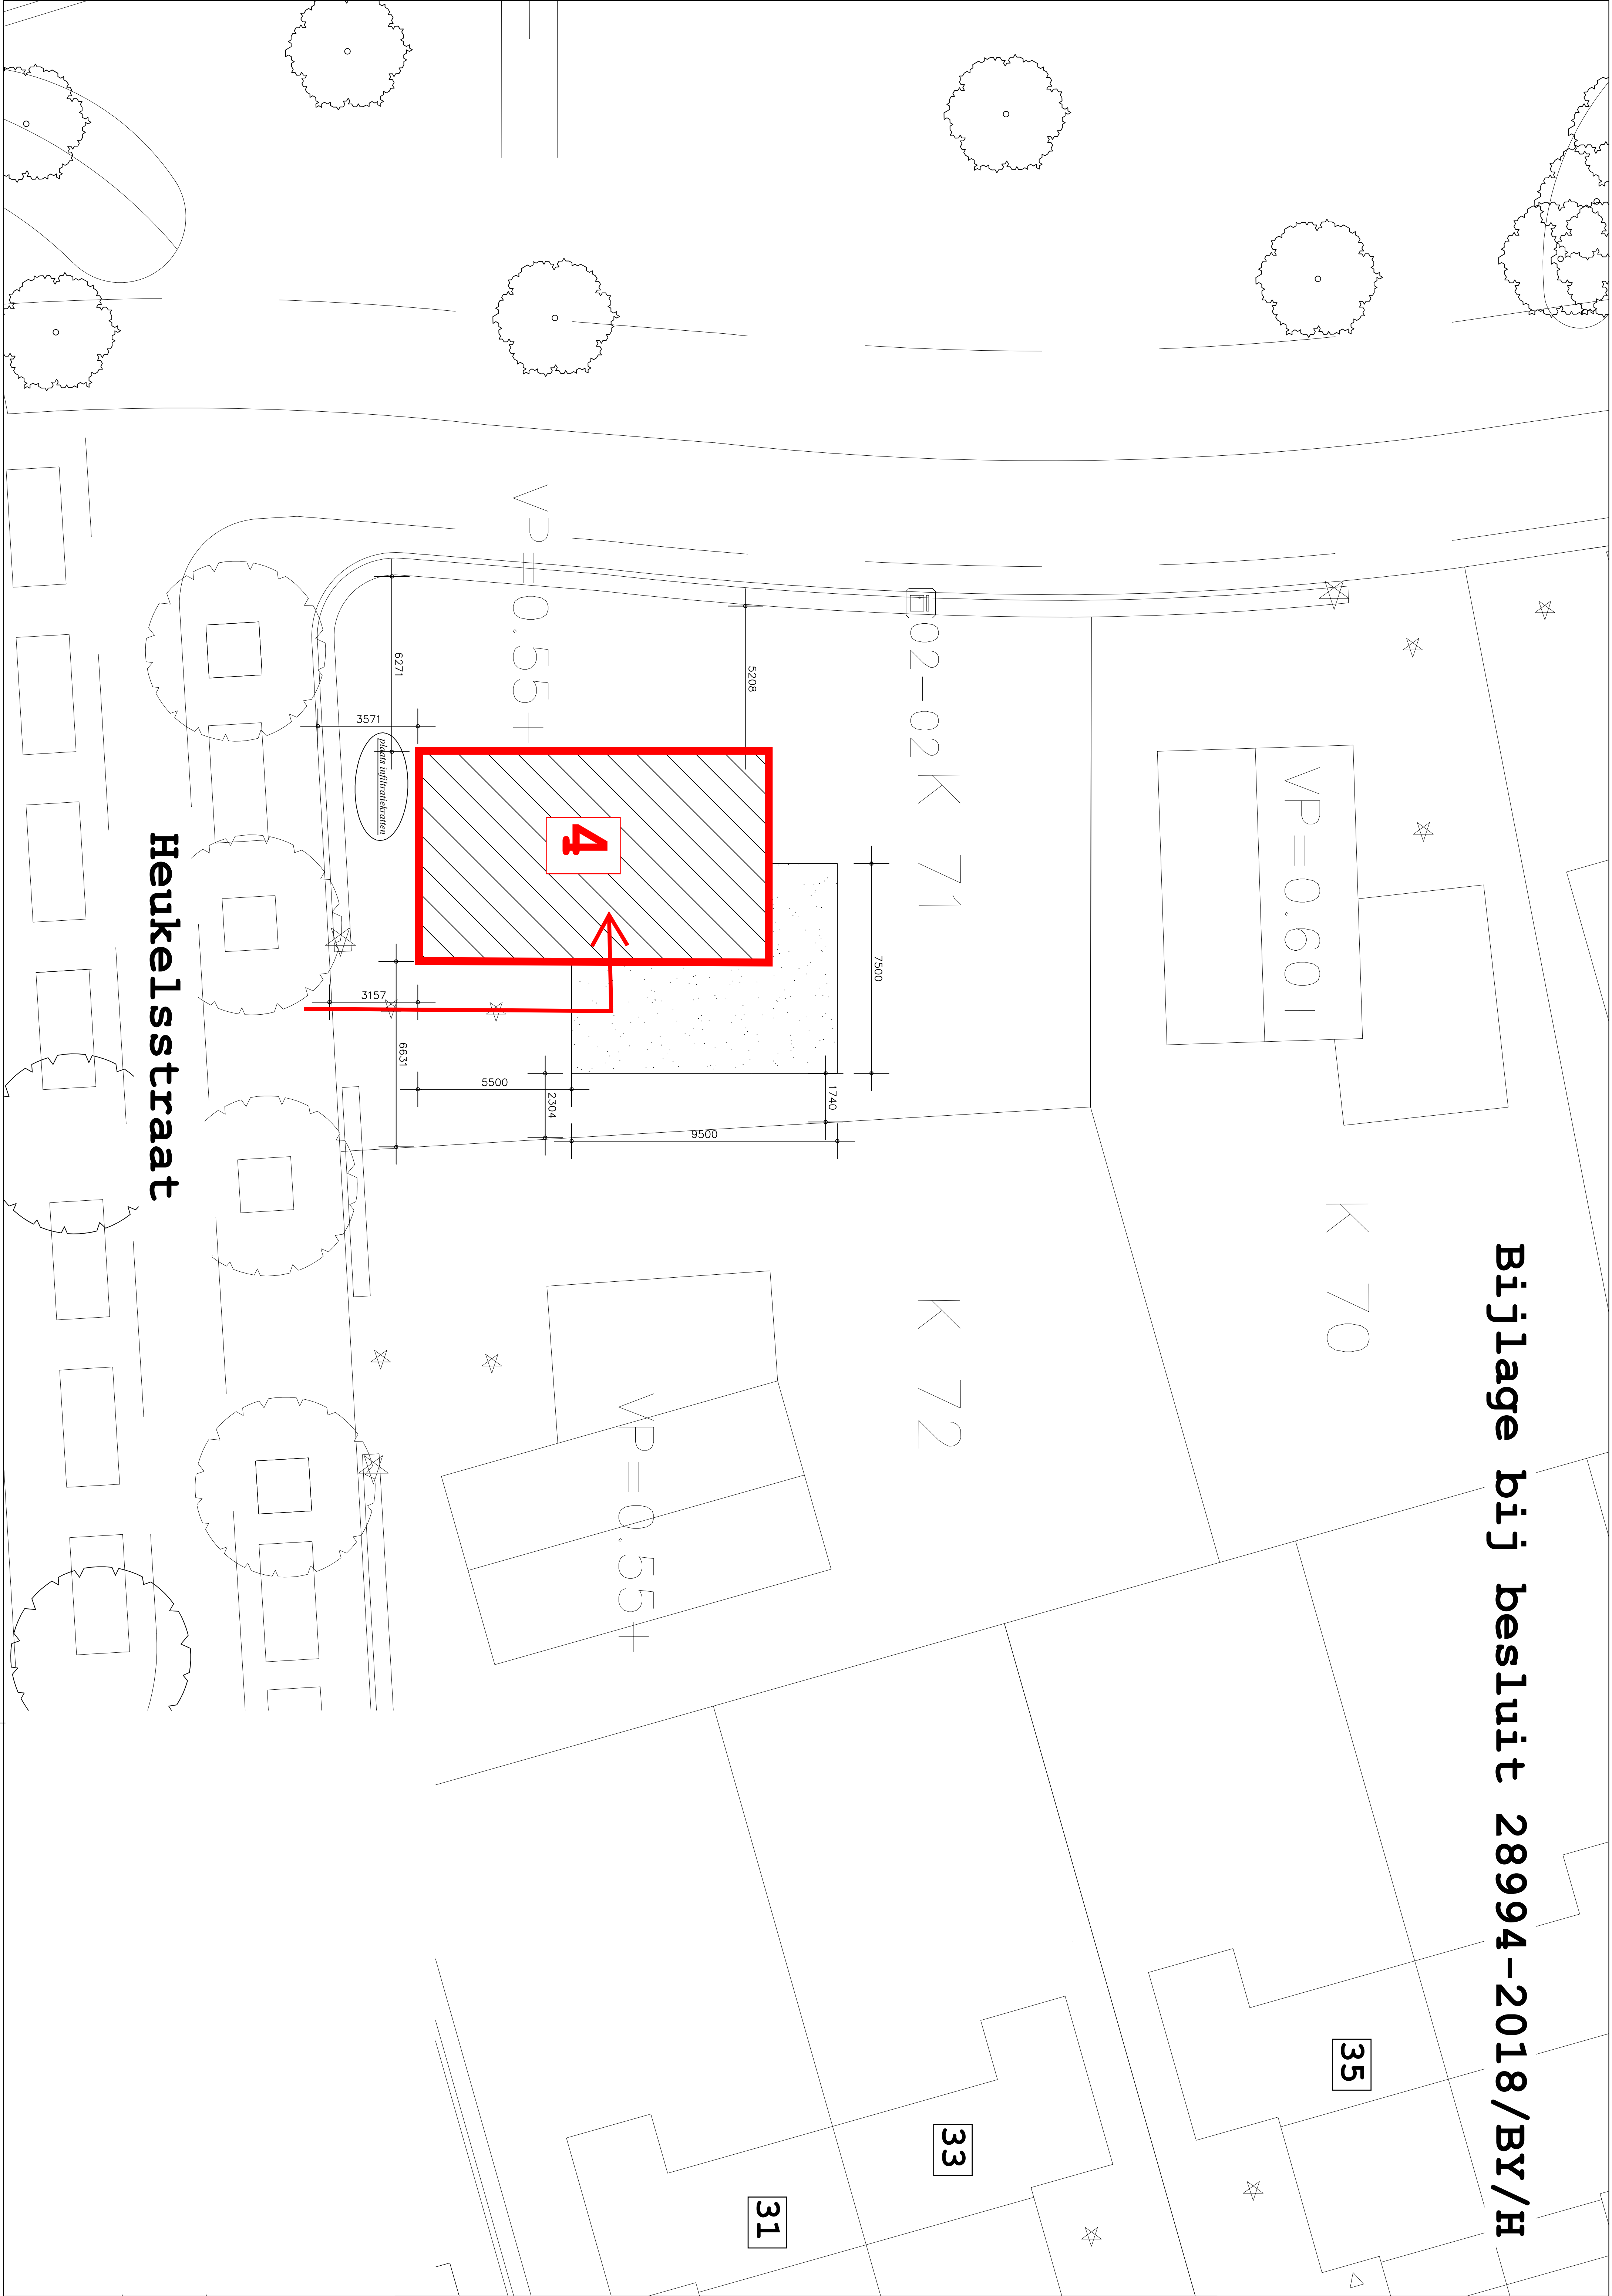 Bijlage bij besluit 28994-2018/BY/H
VP=0.60+
K 70
35
02-02K 71
K 72
33
7500
1740
31
5208
9500
VP=0.55+
4
VP=0.55+
2304
5500
6271
6631
3571
plaats infiltratiekratten
3157
Heukelsstraat